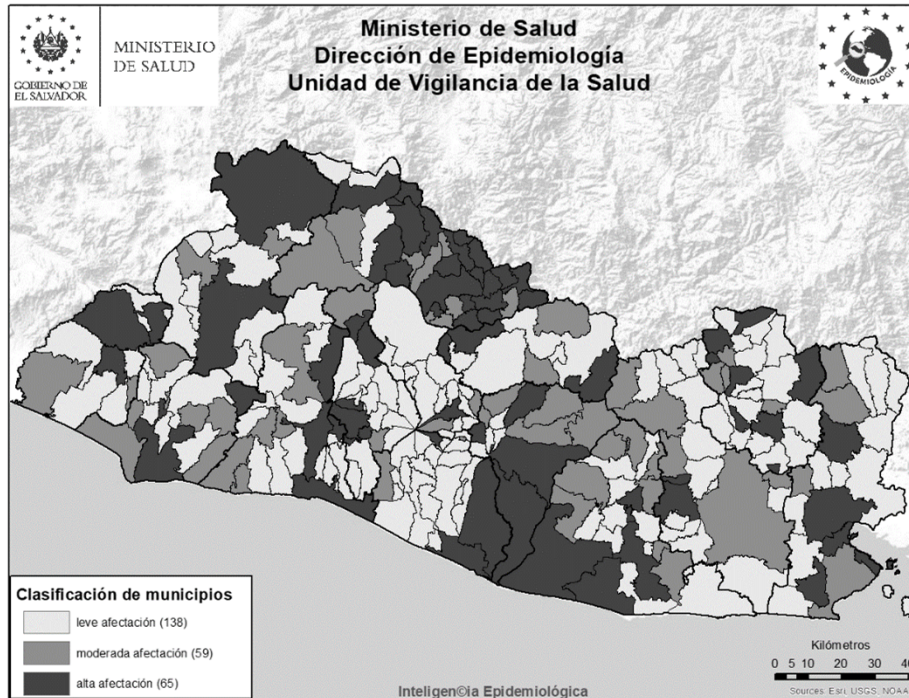 Ministerio de Salud
Dirección de Epidemiología
Unidad de Vigilancia de la Salud
GOBIERNO DE
EL SALVADOR
MINISTERIO
DE SALUD
EPIDEMIOLOGÍA
Clasificación de municipios
leve afectación (138)
moderada afectación (59)
alta afectación (65)
Inteligen©ia Epidemiológica
Kilómetros
0 5 10 20 30 40
Sources: Esri, USGS, NOAA